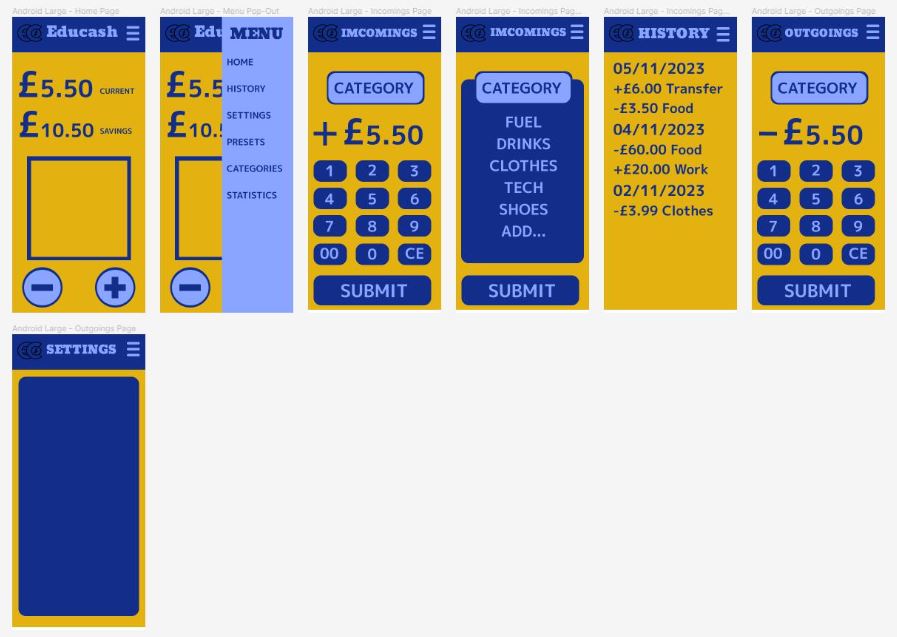 Android Large - Home Page
Educash
£5.50 CURRENT
£10.50 SAVINGS
Android Large - Menu Pop-Out
Edu
£5.5
£10.
MENU
HOME
HISTORY
SETTINGS
PRESETS
CATEGORIES
STATISTICS
Android Large - Incomings Page
IMCOMINGS
CATEGORY
+£5.50
1 2 3
4 5 6
7 8 9
00 0 CE
SUBMIT
Android Large - Incomings Pag...
IMCOMINGS
CATEGORY
FUEL
DRINKS
CLOTHES
TECH
SHOES
ADD...
SUBMIT
Android Large - Incomings Pag...
HISTORY
05/11/2023
+£6.00 Transfer
-£3.50 Food
04/11/2023
-£60.00 Food
+£20.00 Work
02/11/2023
-£3.99 Clothes
Android Large - Outgoings Page
OUTGOINGS
CATEGORY
-£5.50
1 2 3
4 5 6
7 8 9
00 0 CE
SUBMIT
Android Large - Outgoings Page
SETTINGS